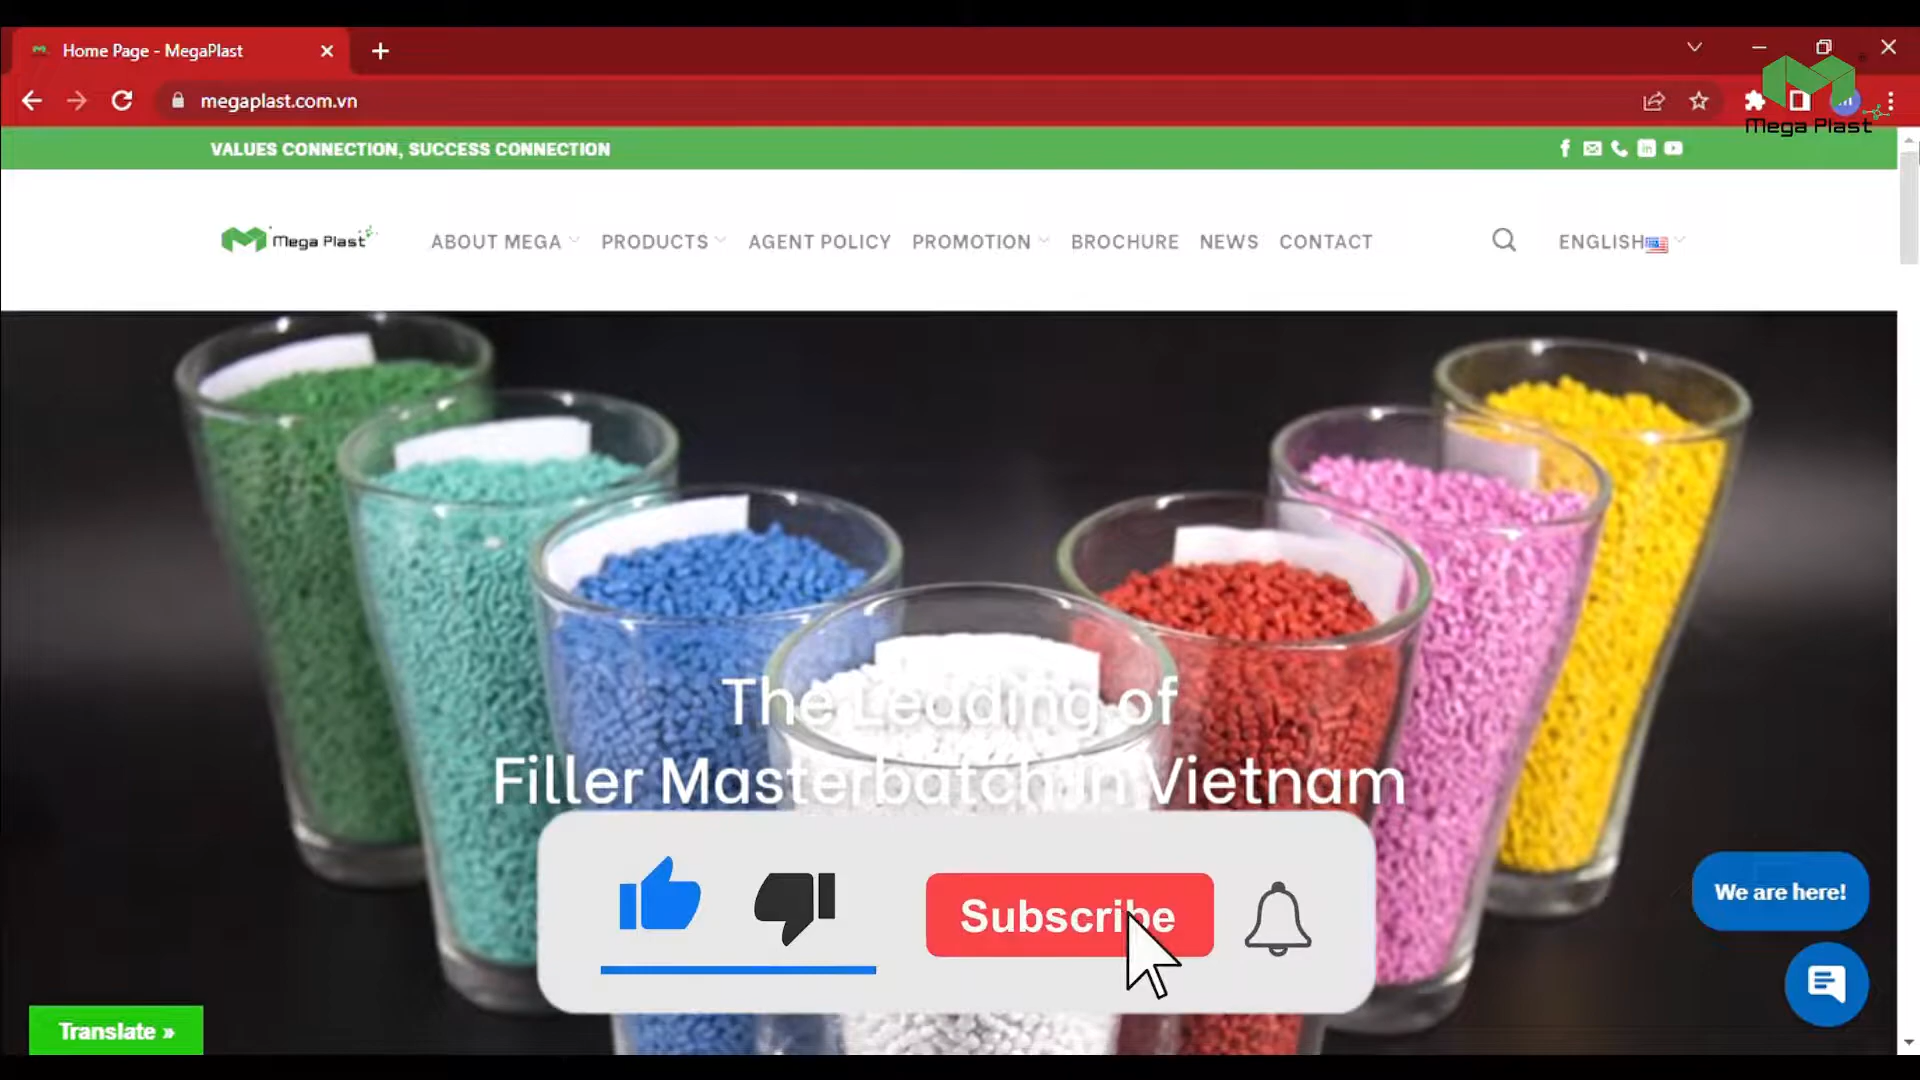 Home Page - MegaPlast
megaplast.com.vn
Mega Plast
VALUES CONNECTION, SUCCESS CONNECTION
Mega Plast
ABOUT MEGA
PRODUCTS
AGENT POLICY
PROMOTION
BROCHURE
NEWS
CONTACT
ENGLISH
The Leading of
Filler Masterbatch in Vietnam
Subscribe
We are here!
Translate »